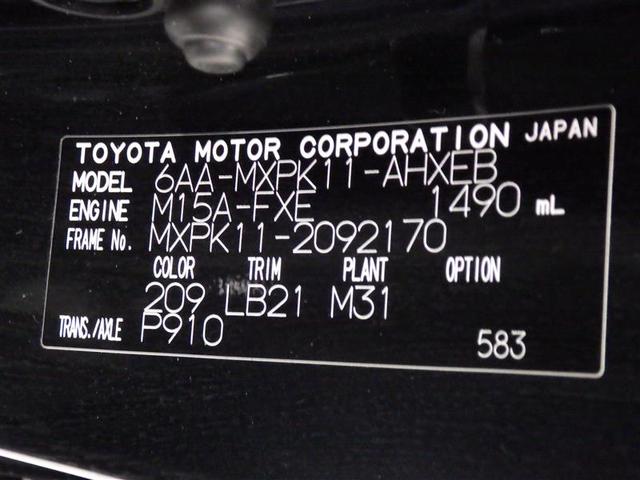 TOYOTA MOTOR CORPORATION JAPAN
MODEL 6AA-MXPK11-AHXEB
ENGINE M15A-FXE 1490 mL
FRAME No. MXPK11-2092170
COLOR TRIM PLANT OPTION
209 LB21 M31
TRANS./AXLE P910
583